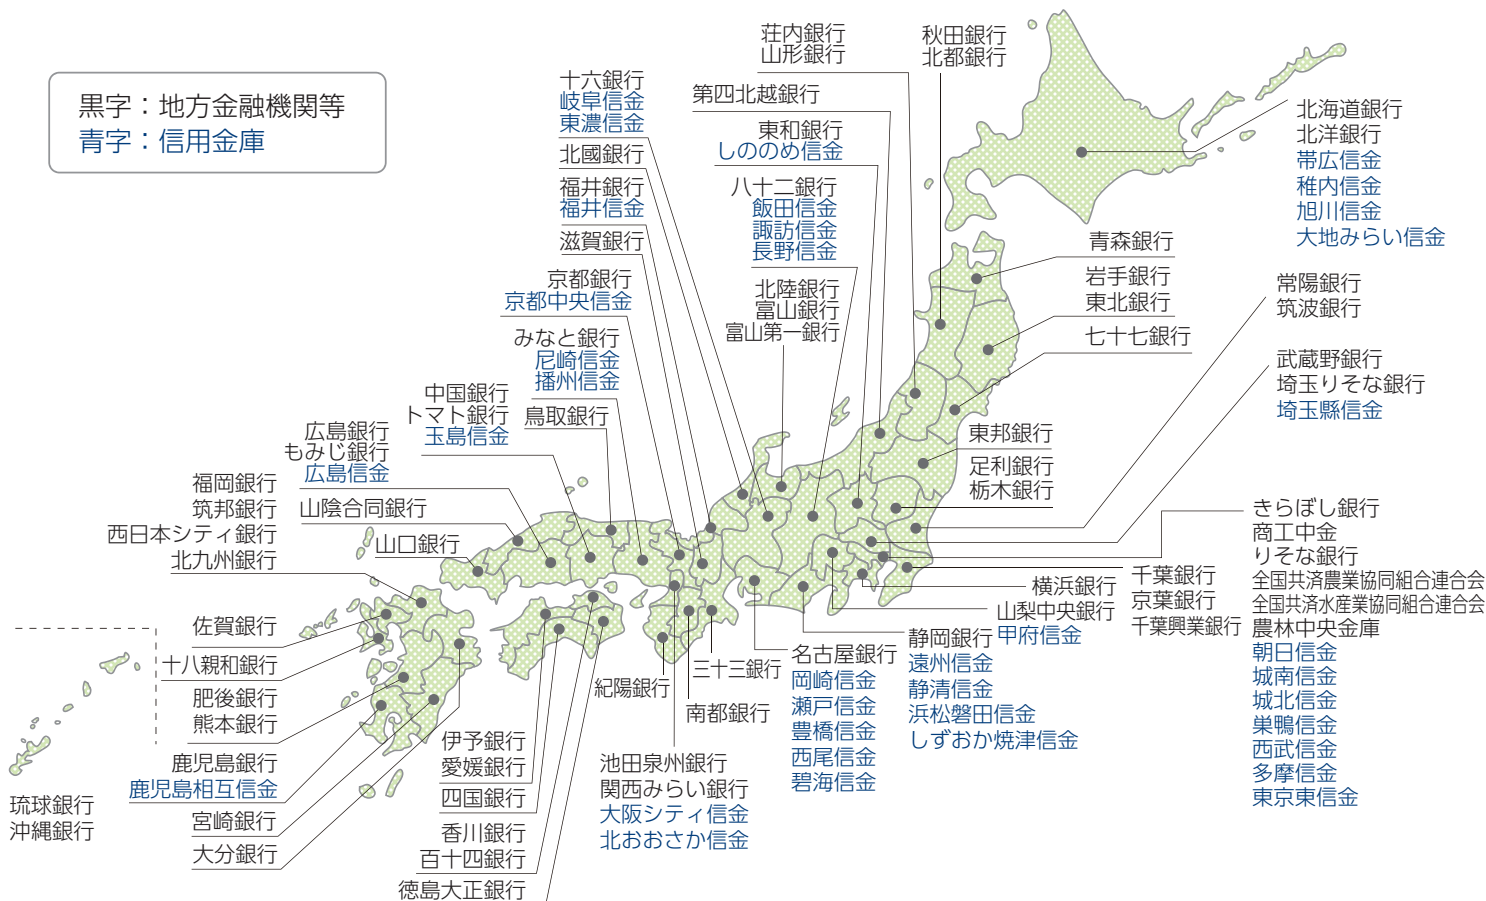 黒字：地方金融機関等
青字：信用金庫
荘内銀行
山形銀行
秋田銀行
北都銀行
十六銀行
岐阜信金
東濃信金
第四北越銀行
東和銀行
しののめ信金
北國銀行
福井銀行
福井信金
八十二銀行
飯田信金
諏訪信金
長野信金
滋賀銀行
京都銀行
京都中央信金
北陸銀行
富山銀行
富山第一銀行
みなと銀行
尼崎信金
播州信金
中国銀行
トマト銀行
玉島信金
鳥取銀行
広島銀行
もみじ銀行
広島信金
山陰合同銀行
山口銀行
福岡銀行
筑邦銀行
西日本シティ銀行
北九州銀行
佐賀銀行
十八親和銀行
肥後銀行
熊本銀行
鹿児島銀行
鹿児島相互信金
宮崎銀行
大分銀行
琉球銀行
沖縄銀行
北海道銀行
北洋銀行
帯広信金
稚内信金
旭川信金
大地みらい信金
青森銀行
岩手銀行
東北銀行
七十七銀行
常陽銀行
筑波銀行
武蔵野銀行
埼玉りそな銀行
埼玉縣信金
東邦銀行
足利銀行
栃木銀行
きらぼし銀行
商工中金
りそな銀行
全国共済農業協同組合連合会
全国共済水産業協同組合連合会
農林中央金庫
朝日信金
城南信金
城北信金
巣鴨信金
西武信金
多摩信金
東京東信金
千葉銀行
京葉銀行
千葉興業銀行
横浜銀行
山梨中央銀行
甲府信金
静岡銀行
遠州信金
静清信金
浜松磐田信金
しずおか焼津信金
名古屋銀行
岡崎信金
瀬戸信金
豊橋信金
西尾信金
碧海信金
三十三銀行
南都銀行
紀陽銀行
池田泉州銀行
関西みらい銀行
大阪シティ信金
北おおさか信金
伊予銀行
愛媛銀行
四国銀行
香川銀行
百十四銀行
徳島大正銀行